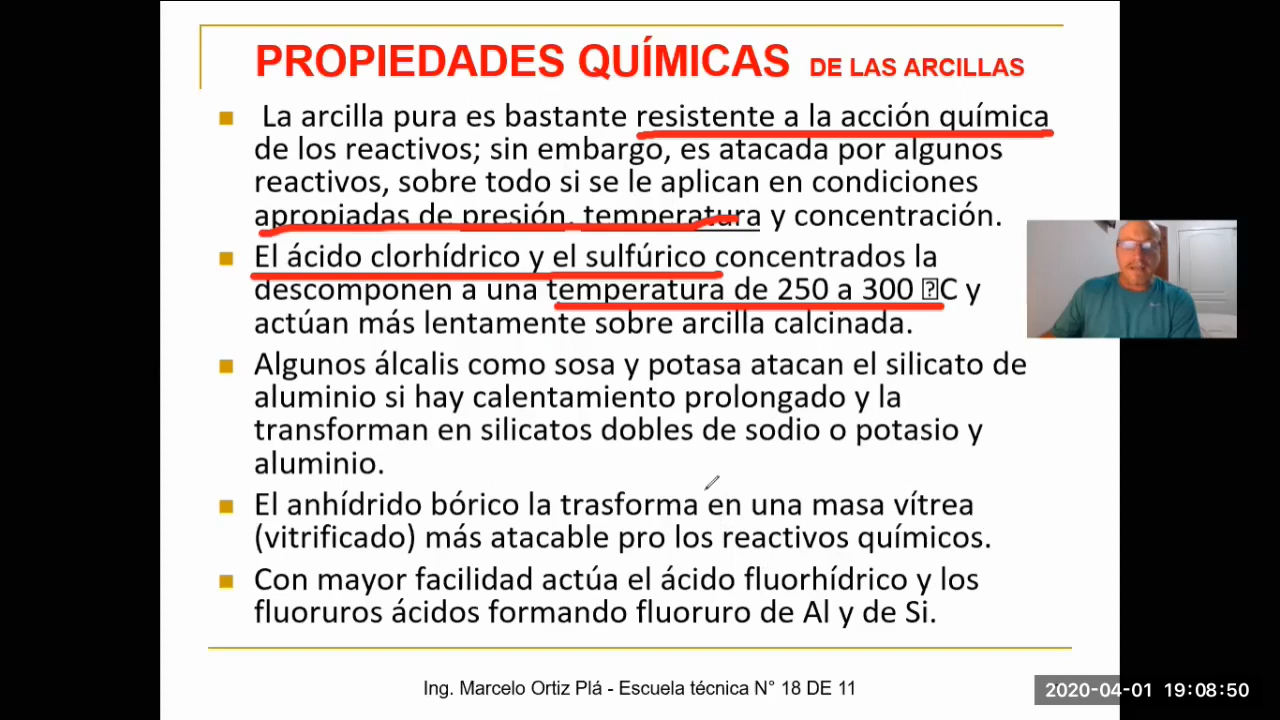 PROPIEDADES QUÍMICAS DE LAS ARCILLAS
La arcilla pura es bastante resistente a la acción química
de los reactivos; sin embargo, es atacada por algunos
reactivos, sobre todo si se le aplican en condiciones
apropiadas de presión, temperatura y concentración.
El ácido clorhídrico y el sulfúrico concentrados la
descomponen a una temperatura de 250 a 300 C y
actúan más lentamente sobre arcilla calcinada.
Algunos álcalis como sosa y potasa atacan el silicato de
aluminio si hay calentamiento prolongado y la
transforman en silicatos dobles de sodio o potasio y
aluminio.
El anhídrido bórico la trasforma en una masa vítrea
(vitrificado) más atacable pro los reactivos químicos.
Con mayor facilidad actúa el ácido fluorhídrico y los
fluoruros ácidos formando fluoruro de Al y de Si.
Ing. Marcelo Ortiz Plá - Escuela técnica N° 18 DE 11
2020-04-01 19:08:50